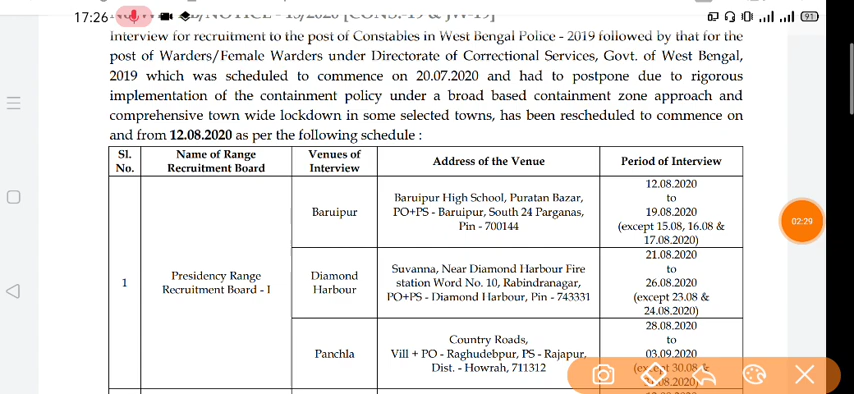 17:26
91
Interview for recruitment to the post of Constables in West Bengal Police - 2019 followed by that for the
post of Warders/Female Warders under Directorate of Correctional Services, Govt. of West Bengal,
2019 which was scheduled to commence on 20.07.2020 and had to postpone due to rigorous
implementation of the containment policy under a broad based containment zone approach and
comprehensive town wide lockdown in some selected towns, has been rescheduled to commence on
and from 12.08.2020 as per the following schedule :
Sl. No.
Name of Range Recruitment Board
Venues of Interview
Address of the Venue
Period of Interview
1
Presidency Range
Recruitment Board - I
Baruipur
Baruipur High School, Puratan Bazar,
PO+PS - Baruipur, South 24 Parganas,
Pin - 700144
12.08.2020
to
19.08.2020
(except 15.08, 16.08 &
17.08.2020)
Diamond
Harbour
Suvanna, Near Diamond Harbour Fire
station Word No. 10, Rabindranagar,
PO+PS - Diamond Harbour, Pin - 743331
21.08.2020
to
26.08.2020
(except 23.08 &
24.08.2020)
Panchla
Country Roads,
Vill + PO - Raghudebpur, PS - Rajapur,
Dist. - Howrah, 711312
28.08.2020
to
03.09.2020
02:29